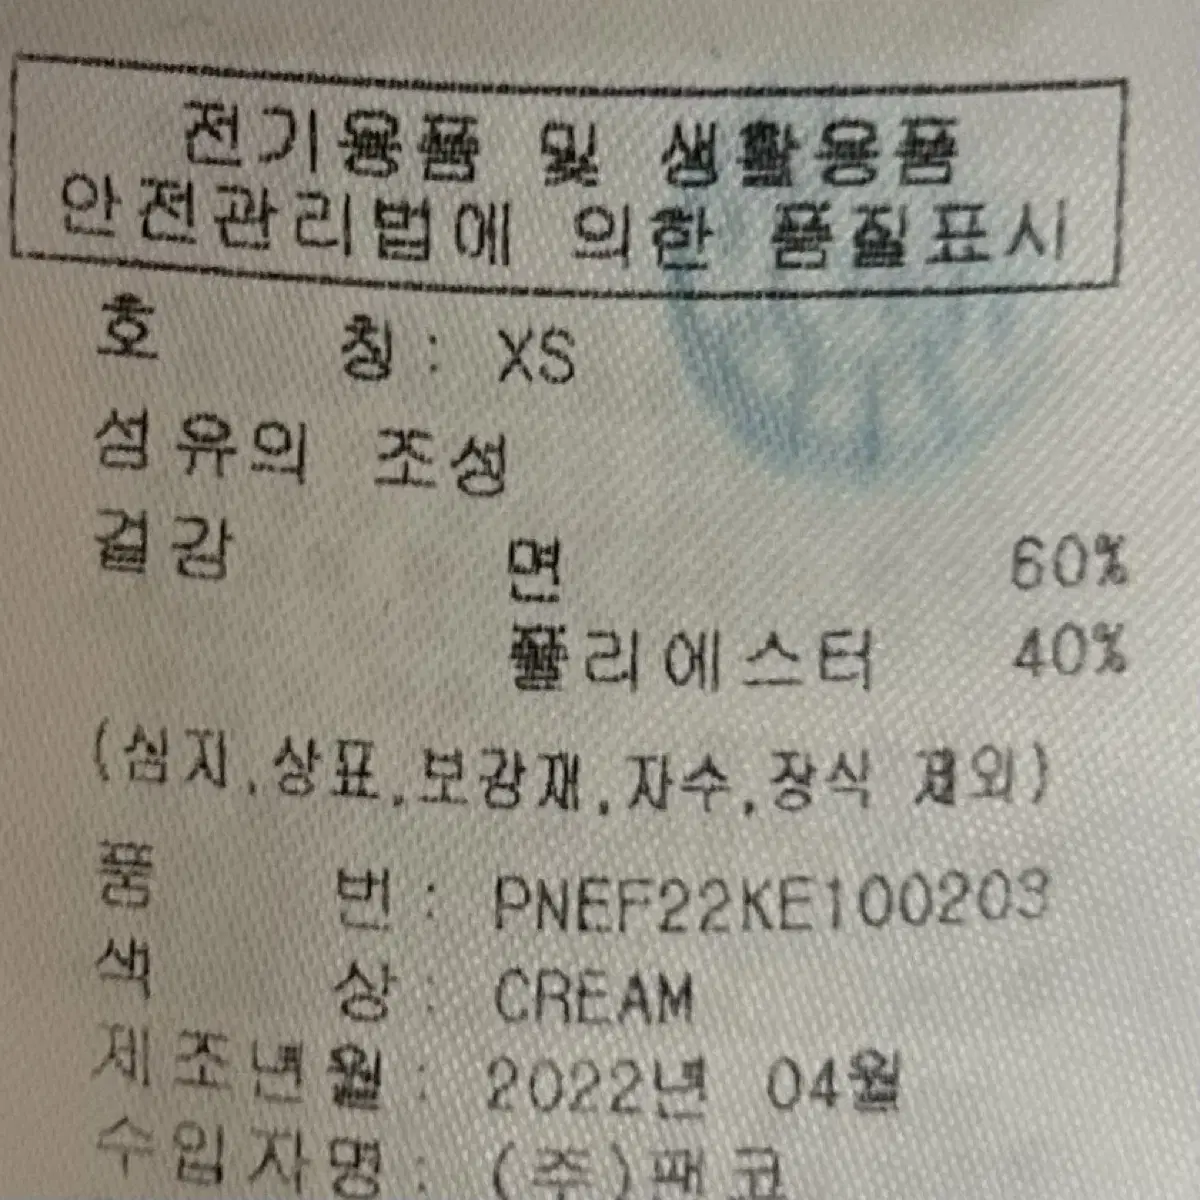 전기용품 및 생활용품
안전관리법에 의한 품질표시
호 칭 : XS
섬유의 조성
겉감 면 60%
폴리에스터 40%
(심지,상표,보강재,자수,장식 제외)
품 번 : PNEF22KE100203
색 상 : CREAM
제조년월 : 2022년 04월
수입자명 : (주)팬코